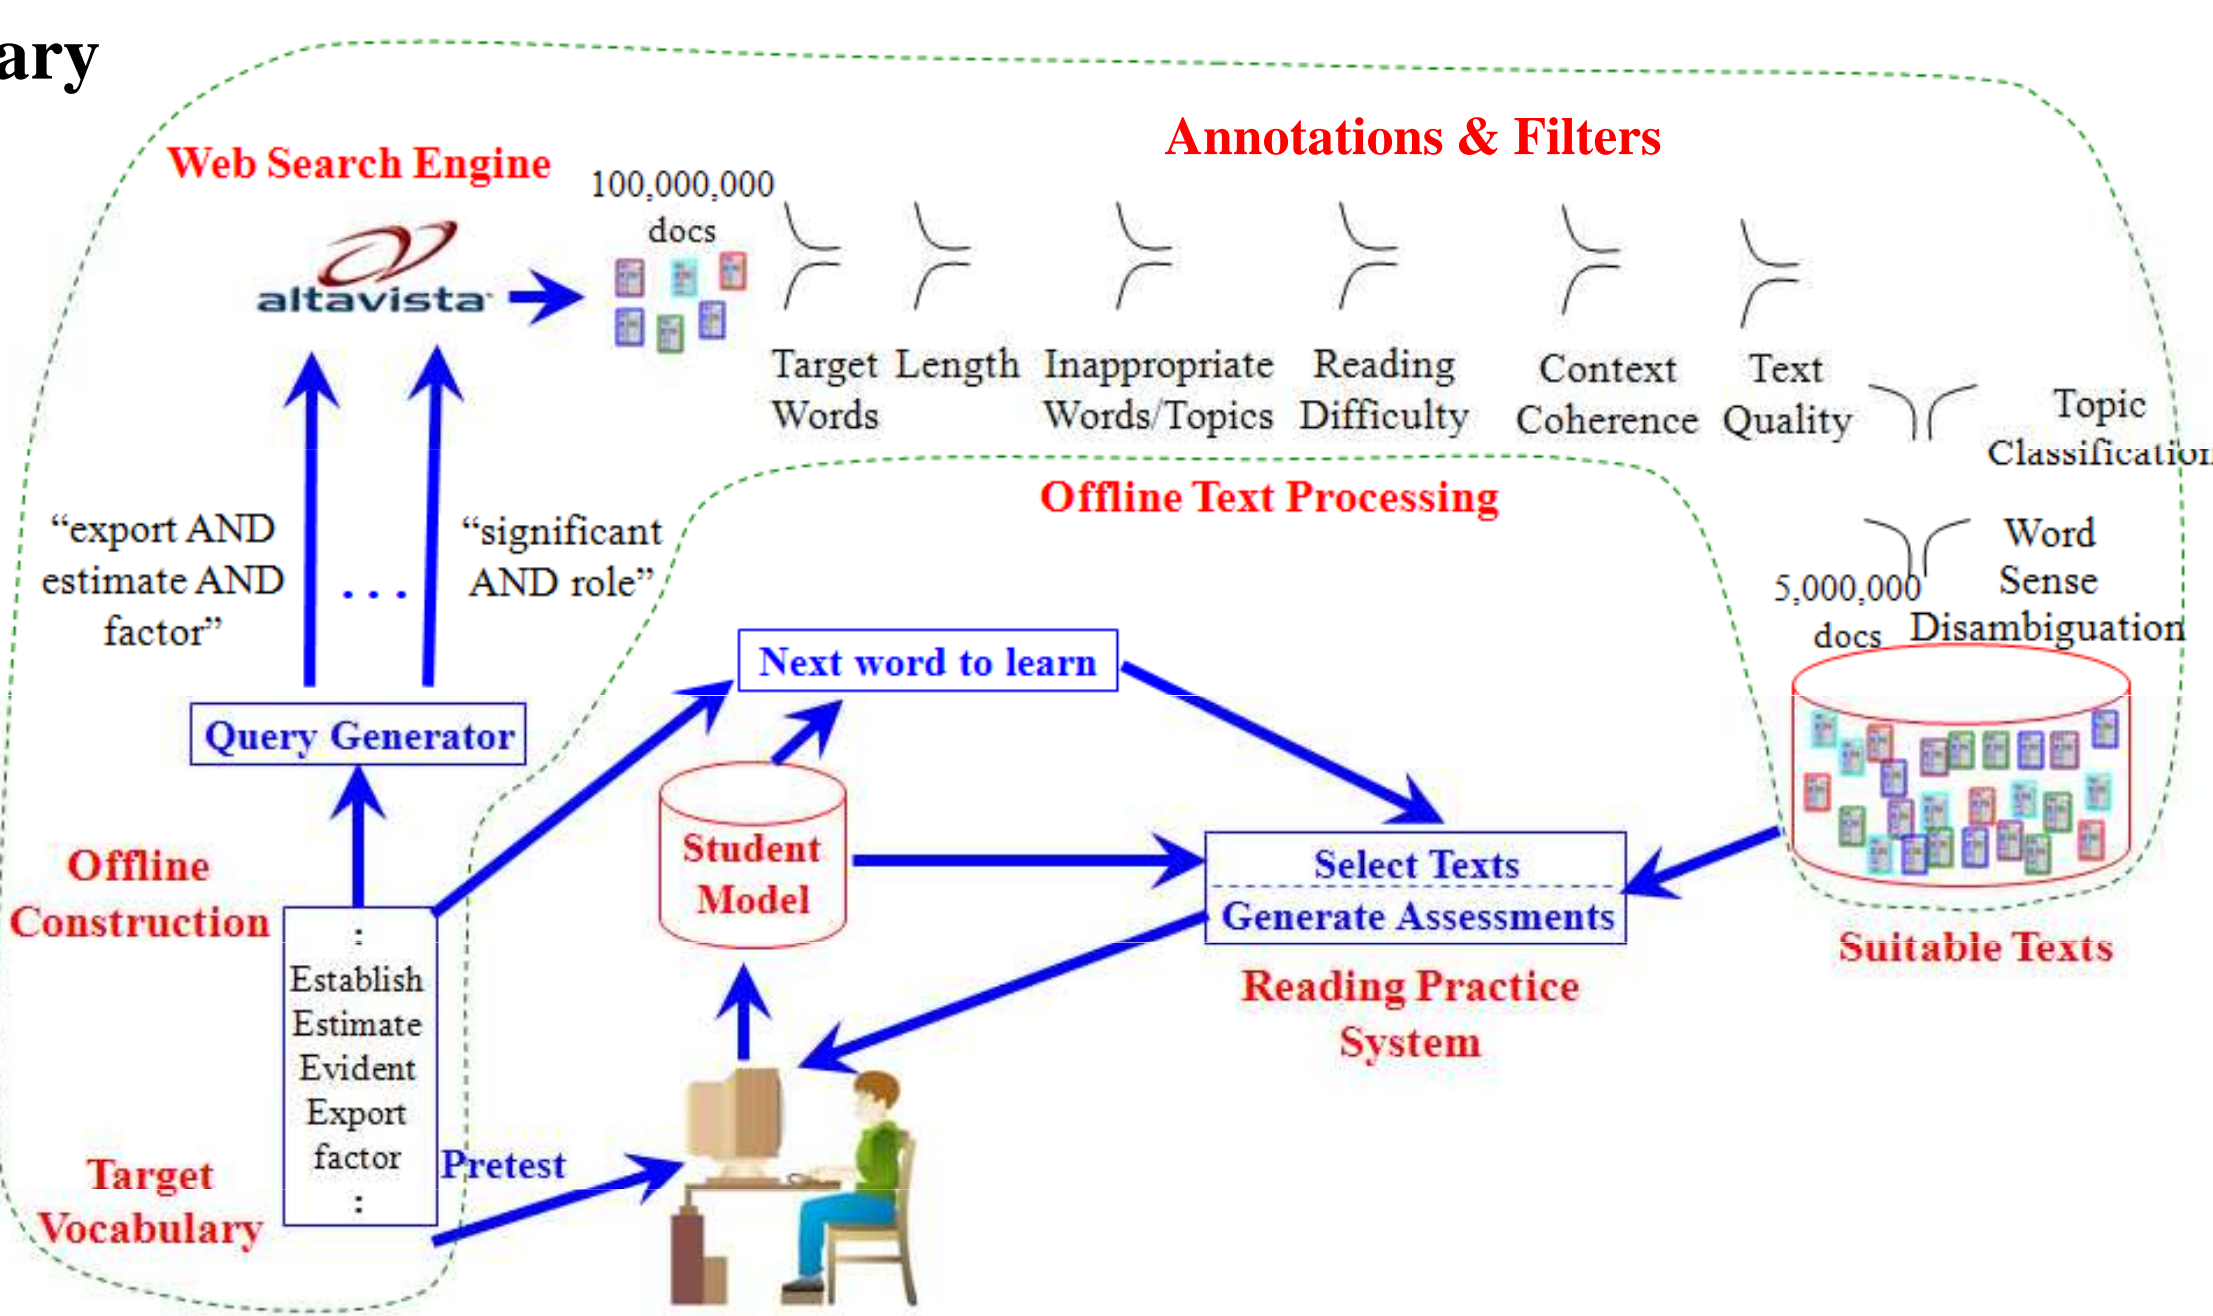 ary
Annotations & Filters
Web Search Engine
100,000,000
docs
altavista
Target
Words
Length
Inappropriate
Words/Topics
Reading
Difficulty
Context
Coherence
Text
Quality
Topic
Classification
Offline Text Processing
“export AND
estimate AND
factor”
...
“significant
AND role”
Word
Sense
Disambiguation
5,000,000
docs
Next word to learn
Query Generator
Student
Model
Select Texts
Generate Assessments
Offline
Construction
:
Establish
Estimate
Evident
Export
factor
:
Suitable Texts
Reading Practice
System
Pretest
Target
Vocabulary